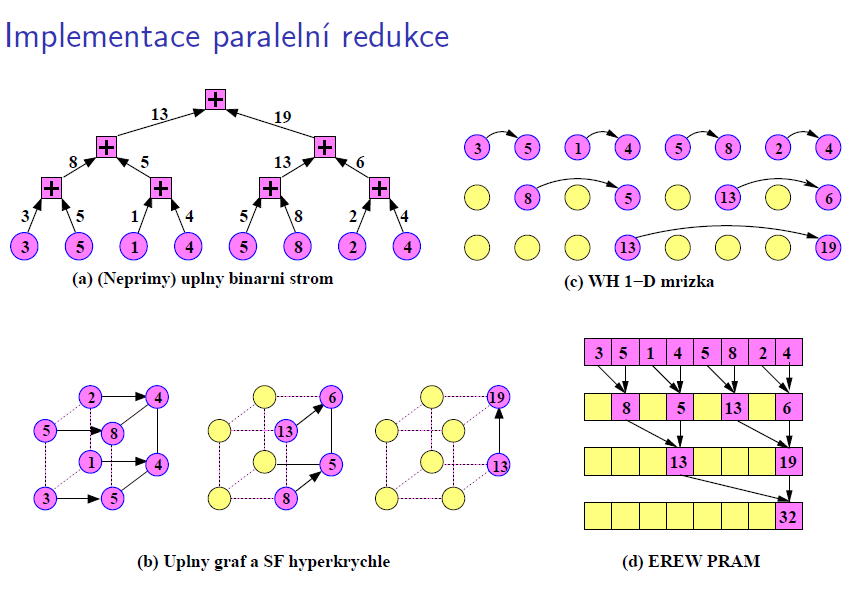 Implementace paralelní redukce
13 19
8 5 13 6
3 5 1 4 5 8 2 4
3 5 1 4 5 8 2 4
(a) (Neprimy) uplny binarni strom
3 5 1 4 5 8 2 4
8 5 13 6
13 19
(c) WH 1−D mrizka
2 4
5 8
1 4
3 5
6
13
5
8
19
13
(b) Uplny graf a SF hyperkrychle
3 5 1 4 5 8 2 4
8 5 13 6
13 19
32
(d) EREW PRAM